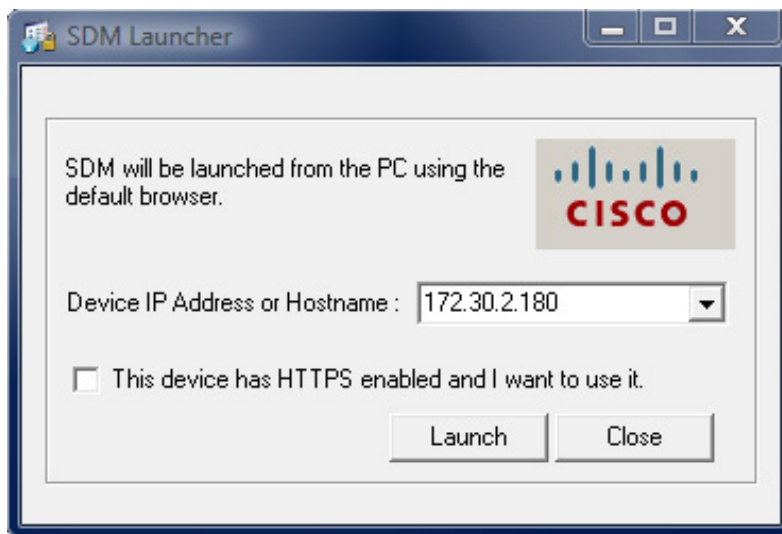 SDM Launcher
SDM will be launched from the PC using the
default browser.
CISCO
Device IP Address or Hostname : 172.30.2.180
This device has HTTPS enabled and I want to use it.
Launch Close